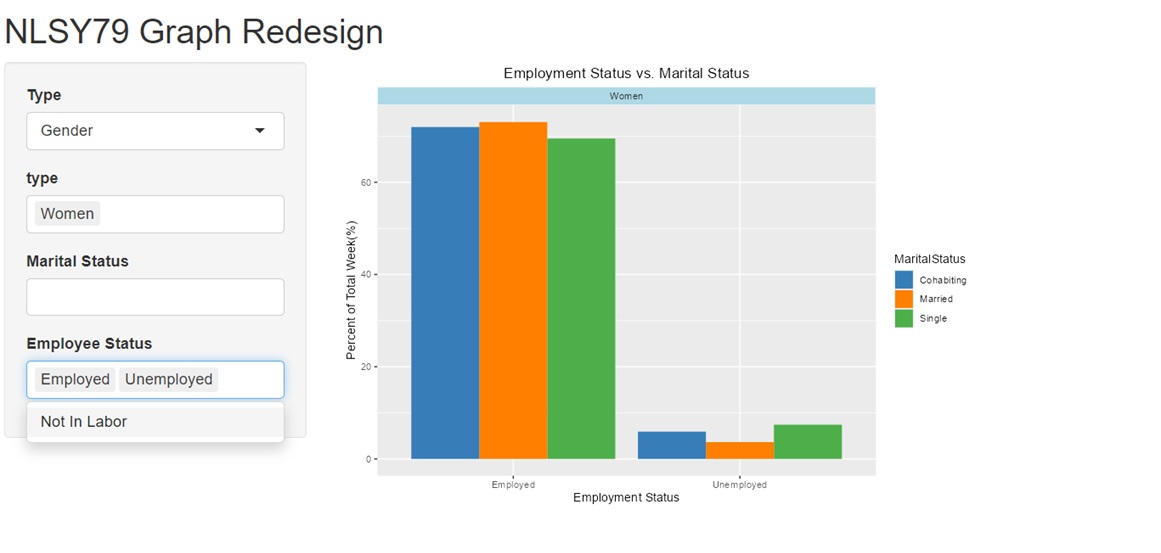 NLSY79 Graph Redesign
Type
Gender
type
Women
Marital Status
Employee Status
Employed Unemployed
Not In Labor
Employment Status vs. Marital Status
Women
Percent of Total Week(%)
60
40
20
0
Employed Unemployed
Employment Status
MaritalStatus
Cohabiting
Married
Single